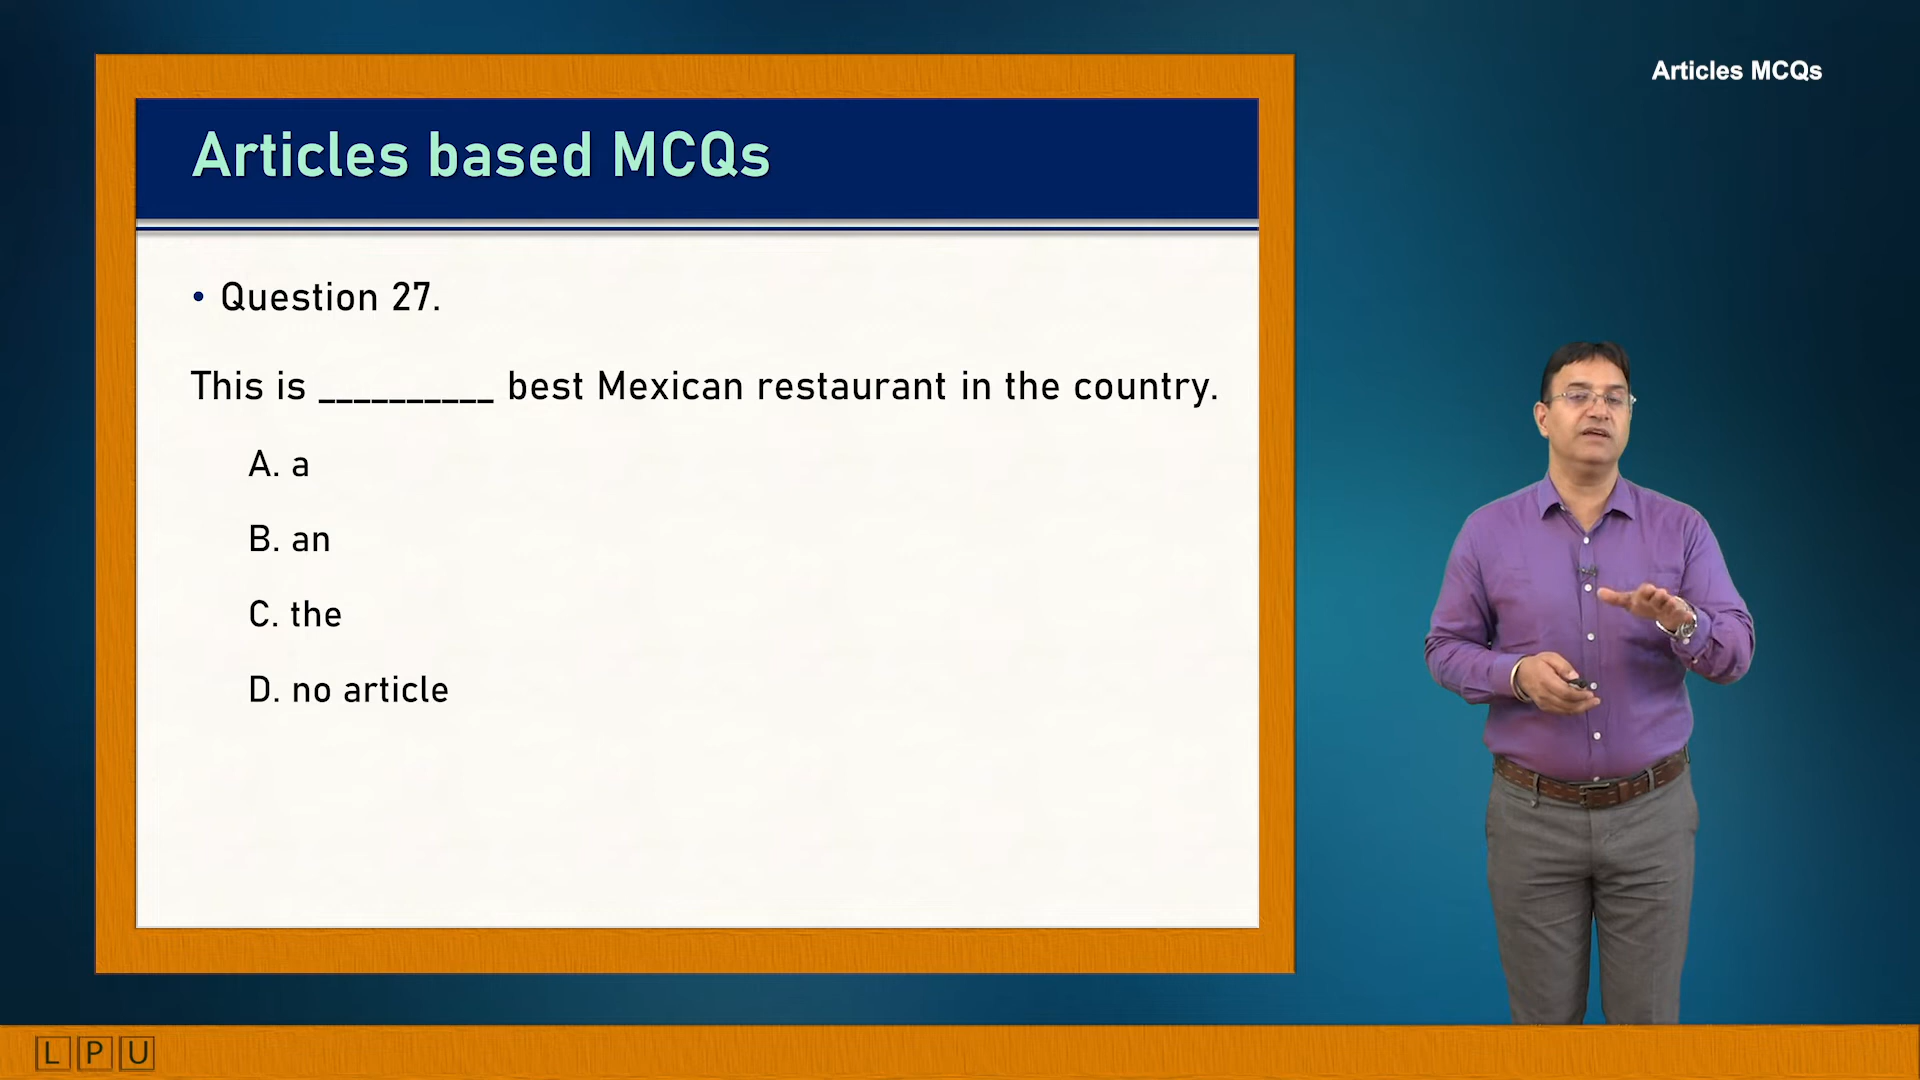 Articles MCQs
Articles based MCQs
• Question 27.
This is __________ best Mexican restaurant in the country.
A. a
B. an
C. the
D. no article
L P U